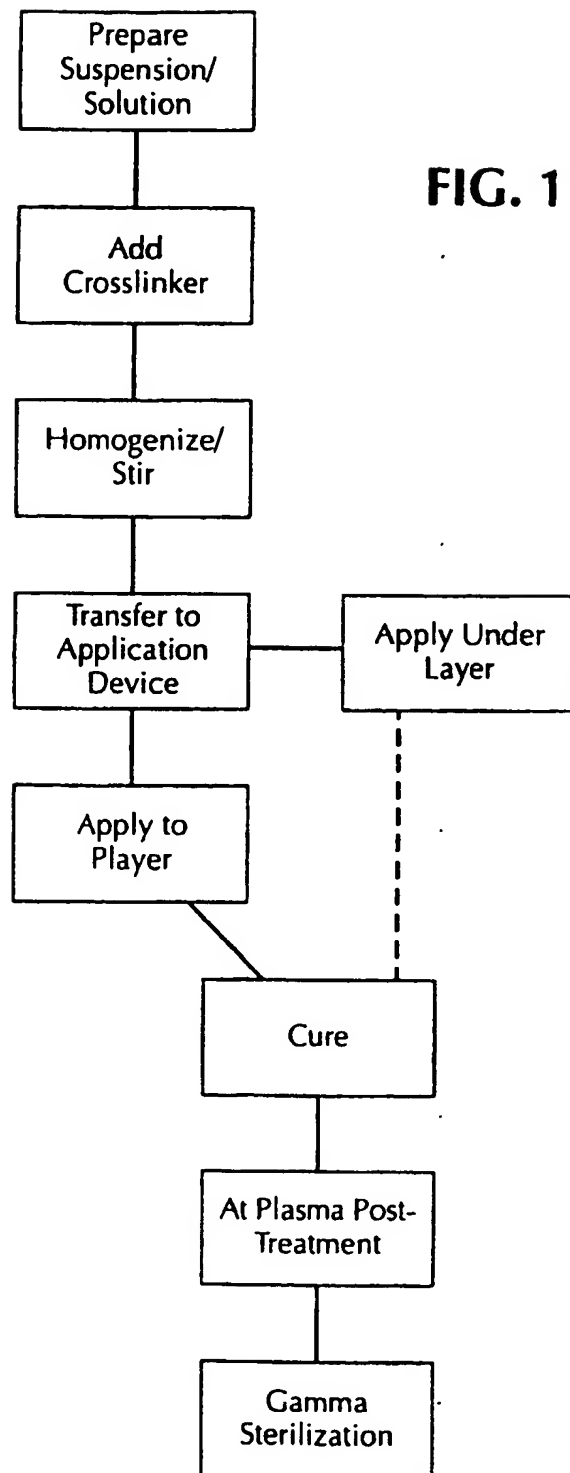 Prepare
Suspension/
Solution
FIG. 1
Add
Crosslinker
Homogenize/
Stir
Transfer to
Application
Device
Apply Under
Layer
Apply to
Player
Cure
At Plasma Post-
Treatment
Gamma
Sterilization